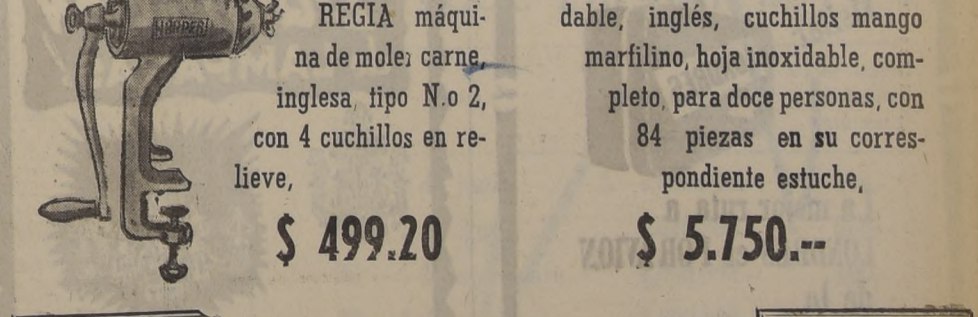 HARPER
REGIA máqui-
na de moler carne,
inglesa, tipo N.o 2,
con 4 cuchillos en re-
lieve,
$ 499.20
dable, inglés, cuchillos mango
marfilino, hoja inoxidable, com-
pleto, para doce personas, con
84 piezas en su corres-
pondiente estuche,
$ 5.750.--